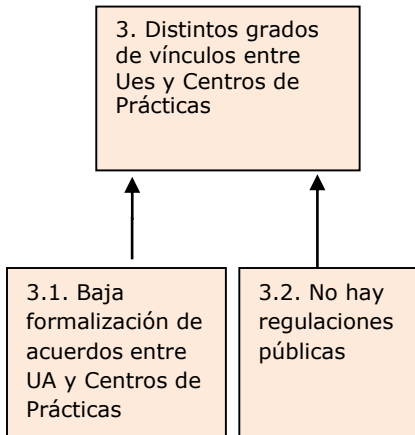 3. Distintos grados
de vínculos entre
Ues y Centros de
Prácticas
3.1. Baja
formalización de
acuerdos entre
UA y Centros de
Prácticas
3.2. No hay
regulaciones
públicas